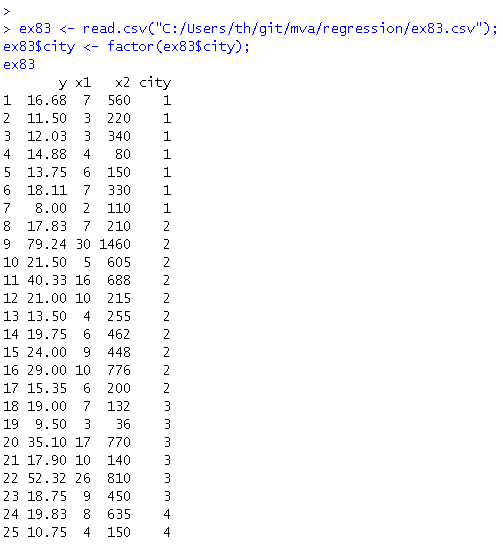 >
> ex83 <- read.csv("C:/Users/th/git/mva/regression/ex83.csv");
ex83$city <- factor(ex83$city);
ex83
y x1 x2 city
1 16.68 7 560 1
2 11.50 3 220 1
3 12.03 3 340 1
4 14.88 4 80 1
5 13.75 6 150 1
6 18.11 7 330 1
7 8.00 2 110 1
8 17.83 7 210 2
9 79.24 30 1460 2
10 21.50 5 605 2
11 40.33 16 688 2
12 21.00 10 215 2
13 13.50 4 255 2
14 19.75 6 462 2
15 24.00 9 448 2
16 29.00 10 776 2
17 15.35 6 200 2
18 19.00 7 132 3
19 9.50 3 36 3
20 35.10 17 770 3
21 17.90 10 140 3
22 52.32 26 810 3
23 18.75 9 450 3
24 19.83 8 635 4
25 10.75 4 150 4